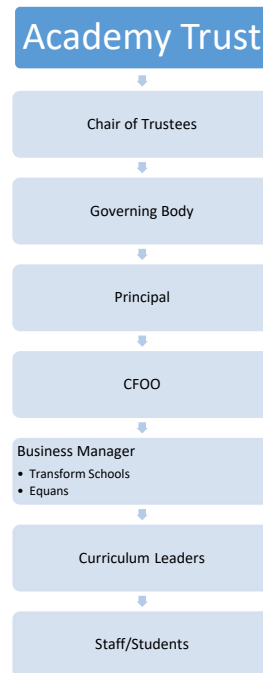 Academy Trust
Chair of Trustees
Governing Body
Principal
CFOO
Business Manager
• Transform Schools
• Equans
Curriculum Leaders
Staff/Students